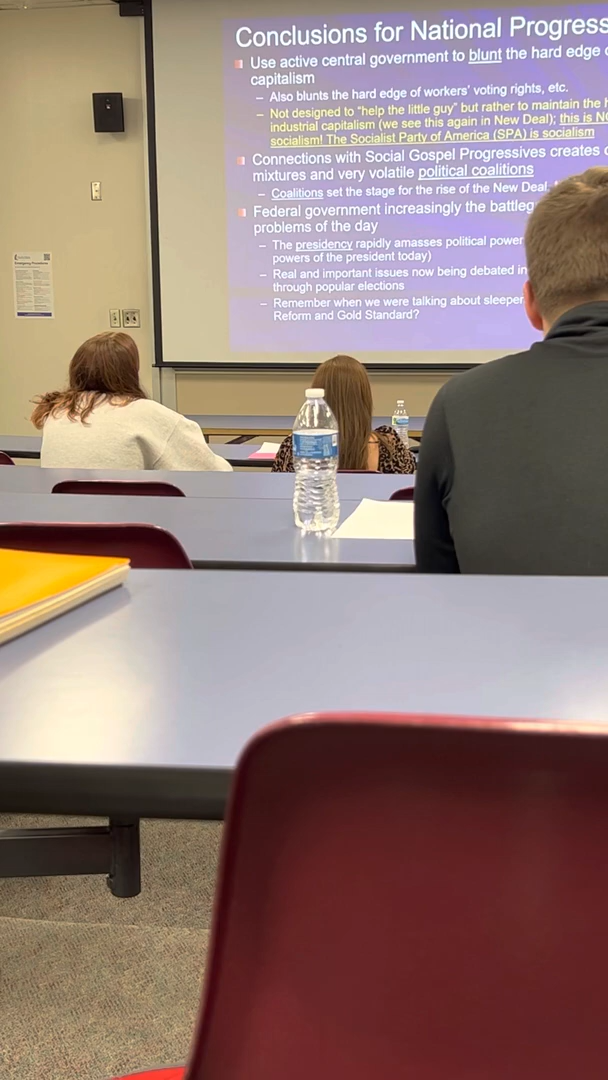 Conclusions for National Progress
Use active central government to blunt the hard edge
capitalism
– Also blunts the hard edge of workers' voting rights, etc.
– Not designed to "help the little guy" but rather to maintain the
industrial capitalism (we see this again in New Deal); this is
socialism! The Socialist Party of America (SPA) is socialism
Connections with Social Gospel Progressives creates
mixtures and very volatile political coalitions
– Coalitions set the stage for the rise of the New Deal,
Federal government increasingly the
problems of the day
– The presidency rapidly amasses political power
powers of the president today)
– Real and important issues now being debated in
through popular elections
– Remember when we were talking about sleeper
Reform and Gold Standard?